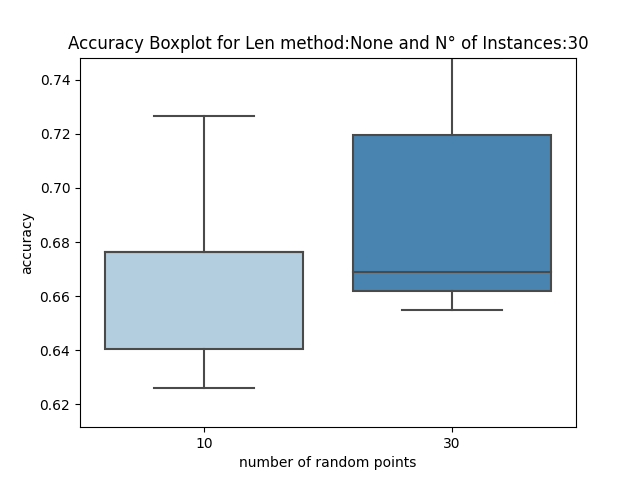 Accuracy Boxplot for Len method:None and N° of Instances:30
0.74
0.72
0.70
0.68
0.66
0.64
0.62
accuracy
10 30
number of random points